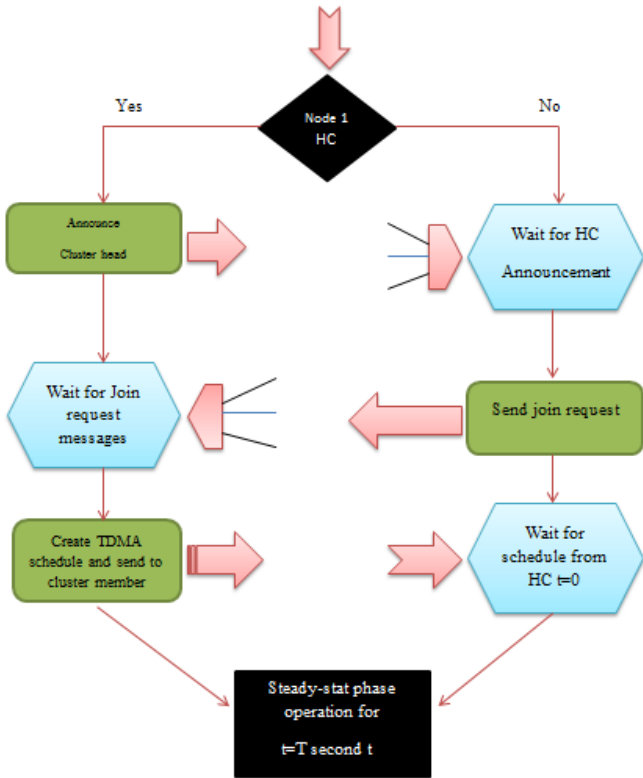 Yes
No
Node 1
HC
Announce
Cluster head
Wait for HC
Announcement
Wait for Join
request
messages
Send join request
Create TDMA
schedule and send to
cluster member
Wait for
schedule from
HC t=0
Steady-stat phase
operation for
t=T second t